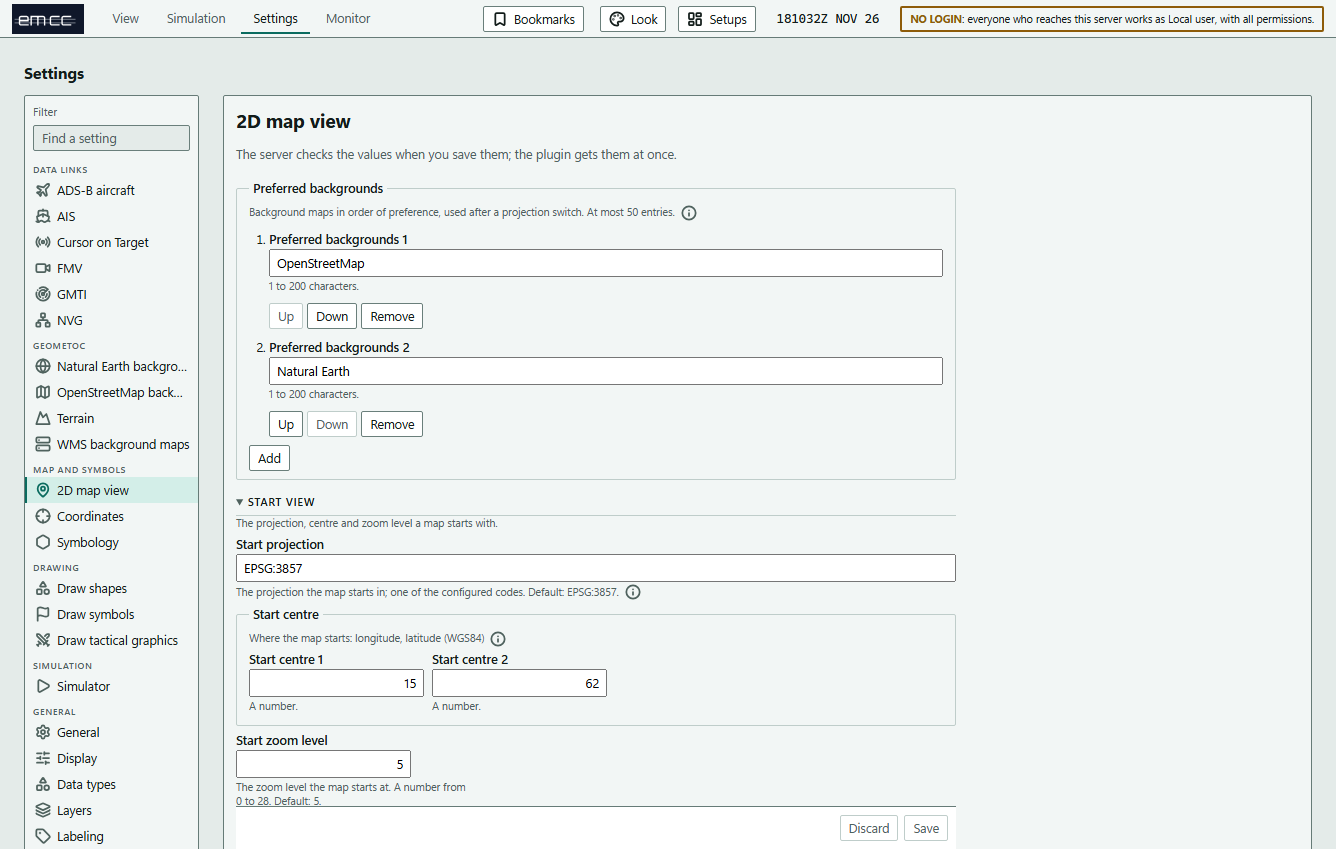 emcc
View
Simulation
Settings
Monitor
Bookmarks
Look
Setups
181032Z NOV 26
NO LOGIN: everyone who reaches this server works as Local user, with all permissions.
Settings
Filter
Find a setting
DATA LINKS
ADS-B aircraft
AIS
Cursor on Target
FMV
GMTI
NVG
GEOMETOC
Natural Earth backgro...
OpenStreetMap back...
Terrain
WMS background maps
MAP AND SYMBOLS
2D map view
Coordinates
Symbology
DRAWING
Draw shapes
Draw symbols
Draw tactical graphics
SIMULATION
Simulator
GENERAL
General
Display
Data types
Layers
Labeling
2D map view
The server checks the values when you save them; the plugin gets them at once.
Preferred backgrounds
Background maps in order of preference, used after a projection switch. At most 50 entries.
1. Preferred backgrounds 1
OpenStreetMap
1 to 200 characters.
Up
Down
Remove
2. Preferred backgrounds 2
Natural Earth
1 to 200 characters.
Up
Down
Remove
Add
START VIEW
The projection, centre and zoom level a map starts with.
Start projection
EPSG:3857
The projection the map starts in; one of the configured codes. Default: EPSG:3857.
Start centre
Where the map starts: longitude, latitude (WGS84)
Start centre 1
Start centre 2
15
62
A number.
A number.
Start zoom level
5
The zoom level the map starts at. A number from
0 to 28. Default: 5.
Discard
Save